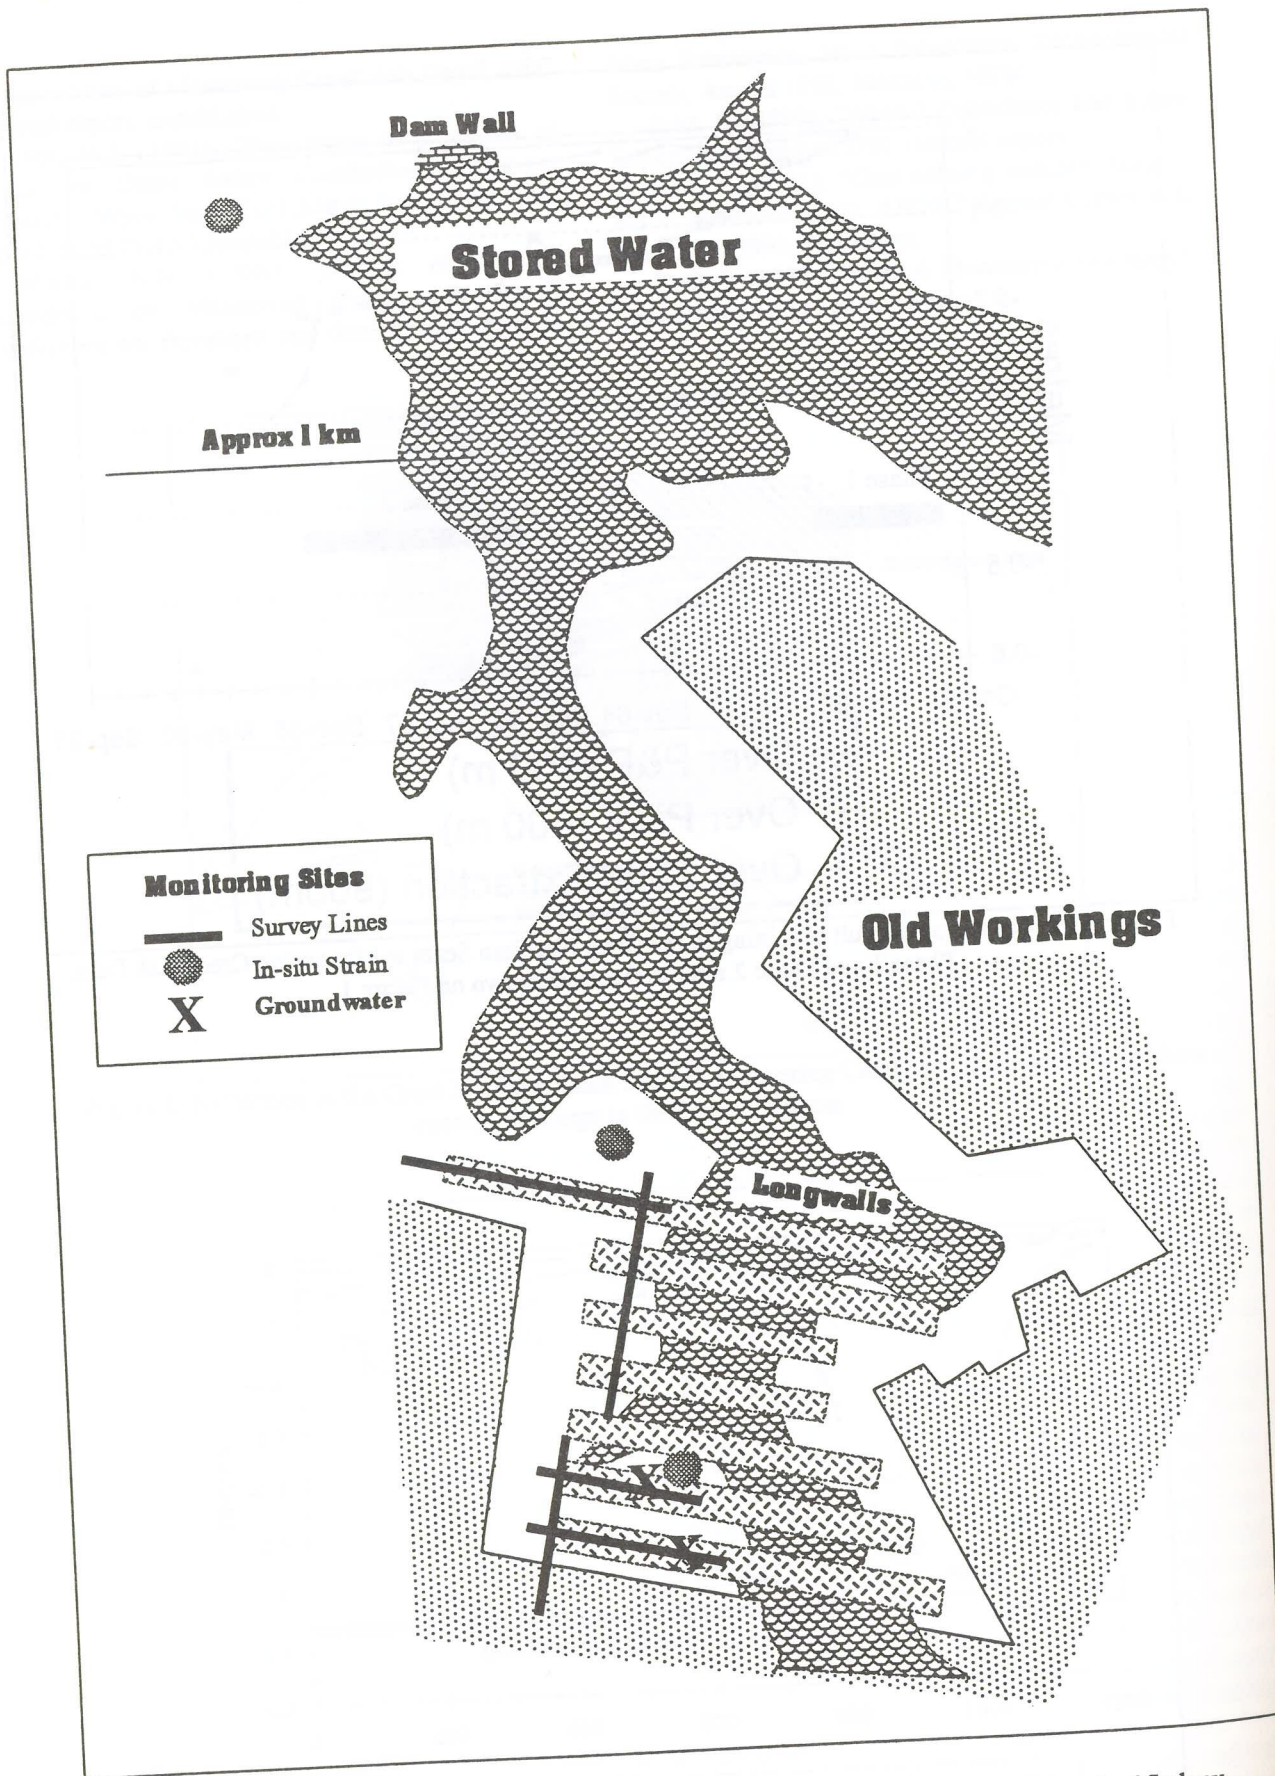 Dam Wall
Stored Water
Approx 1 km
Monitoring Sites
Survey Lines
In-situ Strain
X Groundwater
Old Workings
Longwalls
X
X